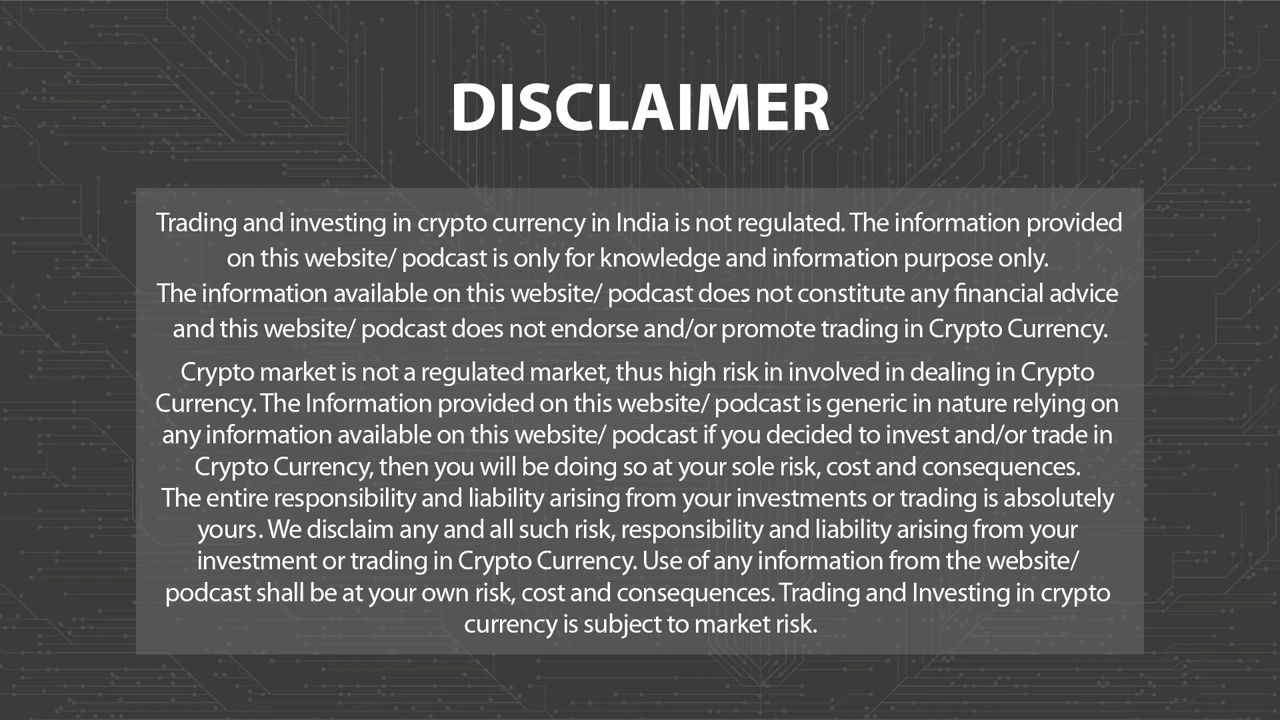 DISCLAIMER
Trading and investing in crypto currency in India is not regulated. The information provided
on this website/ podcast is only for knowledge and information purpose only.
The information available on this website/ podcast does not constitute any financial advice
and this website/ podcast does not endorse and/or promote trading in Crypto Currency.
Crypto market is not a regulated market, thus high risk in involved in dealing in Crypto
Currency. The Information provided on this website/ podcast is generic in nature relying on
any information available on this website/ podcast if you decided to invest and/or trade in
Crypto Currency, then you will be doing so at your sole risk, cost and consequences.
The entire responsibility and liability arising from your investments or trading is absolutely
yours. We disclaim any and all such risk, responsibility and liability arising from your
investment or trading in Crypto Currency. Use of any information from the website/
podcast shall be at your own risk, cost and consequences. Trading and Investing in crypto
currency is subject to market risk.